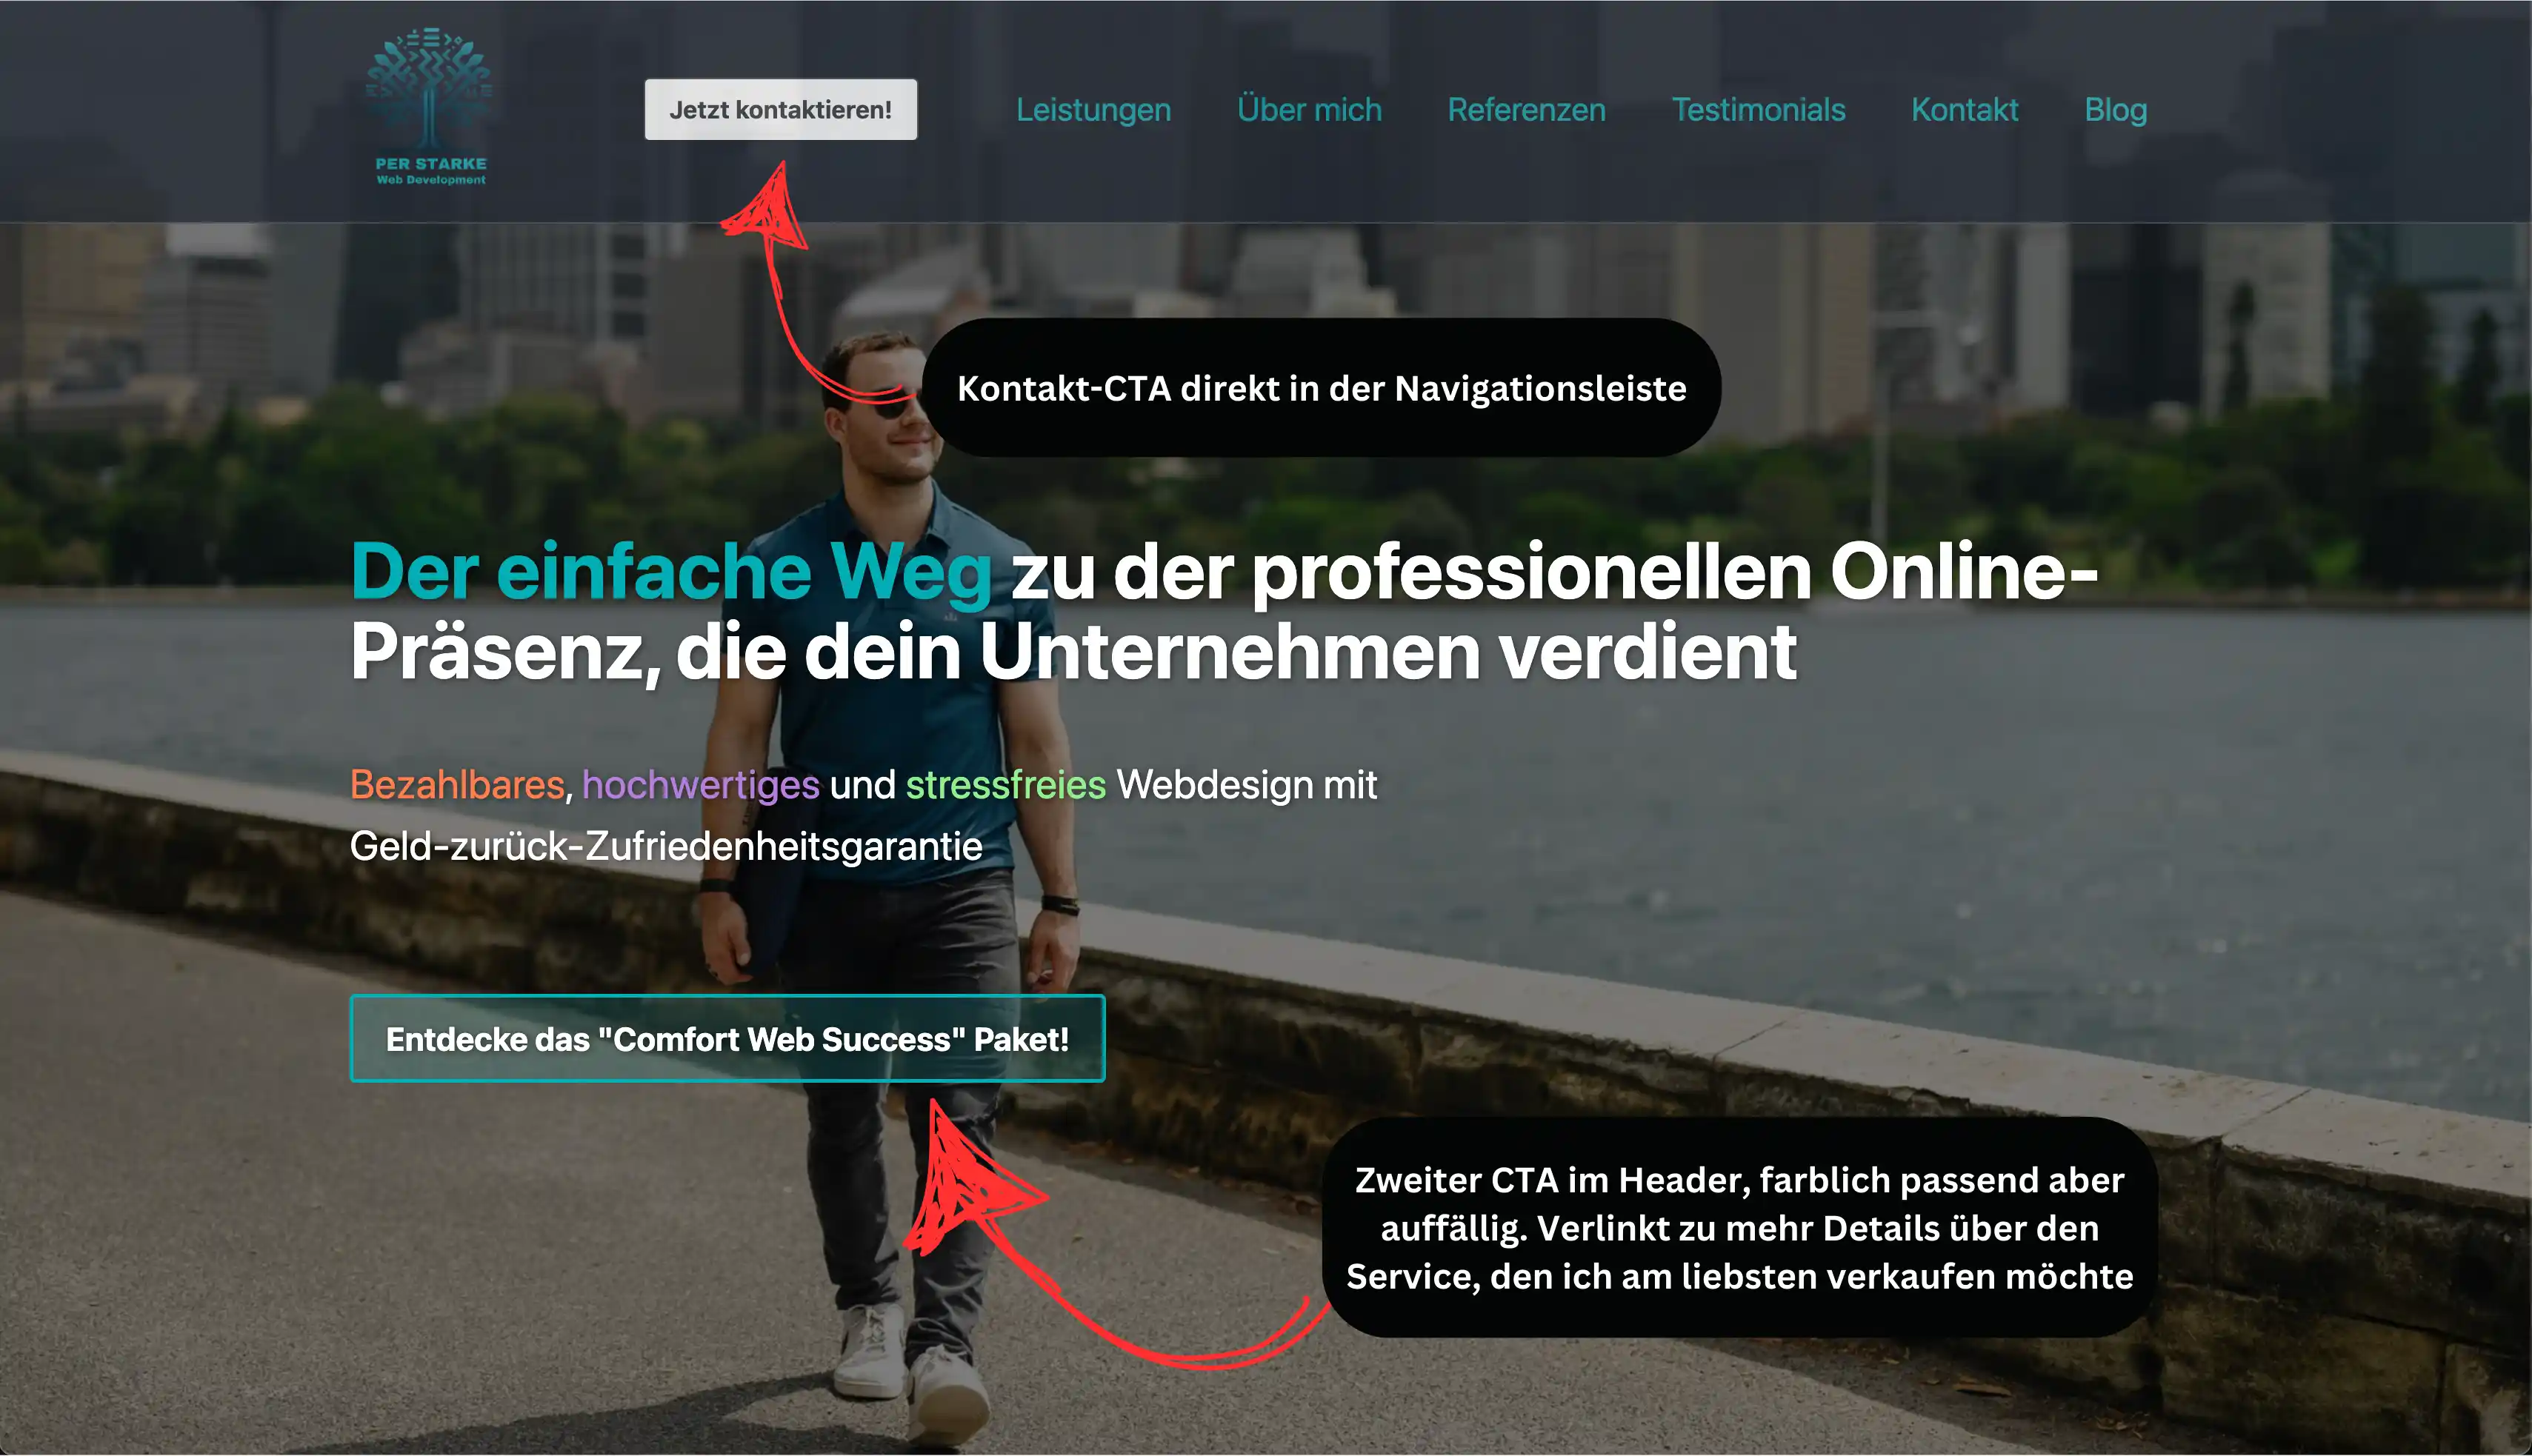 PER STARKE
Web Development
Jetzt kontaktieren!
Leistungen
Über mich
Referenzen
Testimonials
Kontakt
Blog
Kontakt-CTA direkt in der Navigationsleiste
Der einfache Weg zu der professionellen Online-
Präsenz, die dein Unternehmen verdient
Bezahlbares, hochwertiges und stressfreies Webdesign mit
Geld-zurück-Zufriedenheitsgarantie
Entdecke das "Comfort Web Success" Paket!
Zweiter CTA im Header, farblich passend aber
auffällig. Verlinkt zu mehr Details über den
Service, den ich am liebsten verkaufen möchte